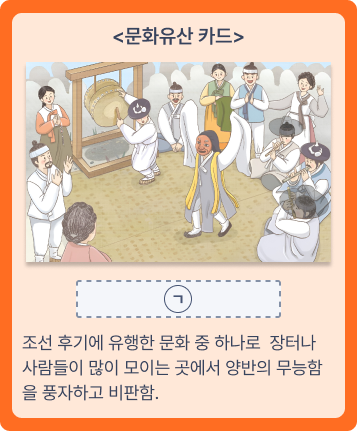 <문화유산 카드>
ㄱ
조선 후기에 유행한 문화 중 하나로 장터나
사람들이 많이 모이는 곳에서 양반의 무능함
을 풍자하고 비판함.